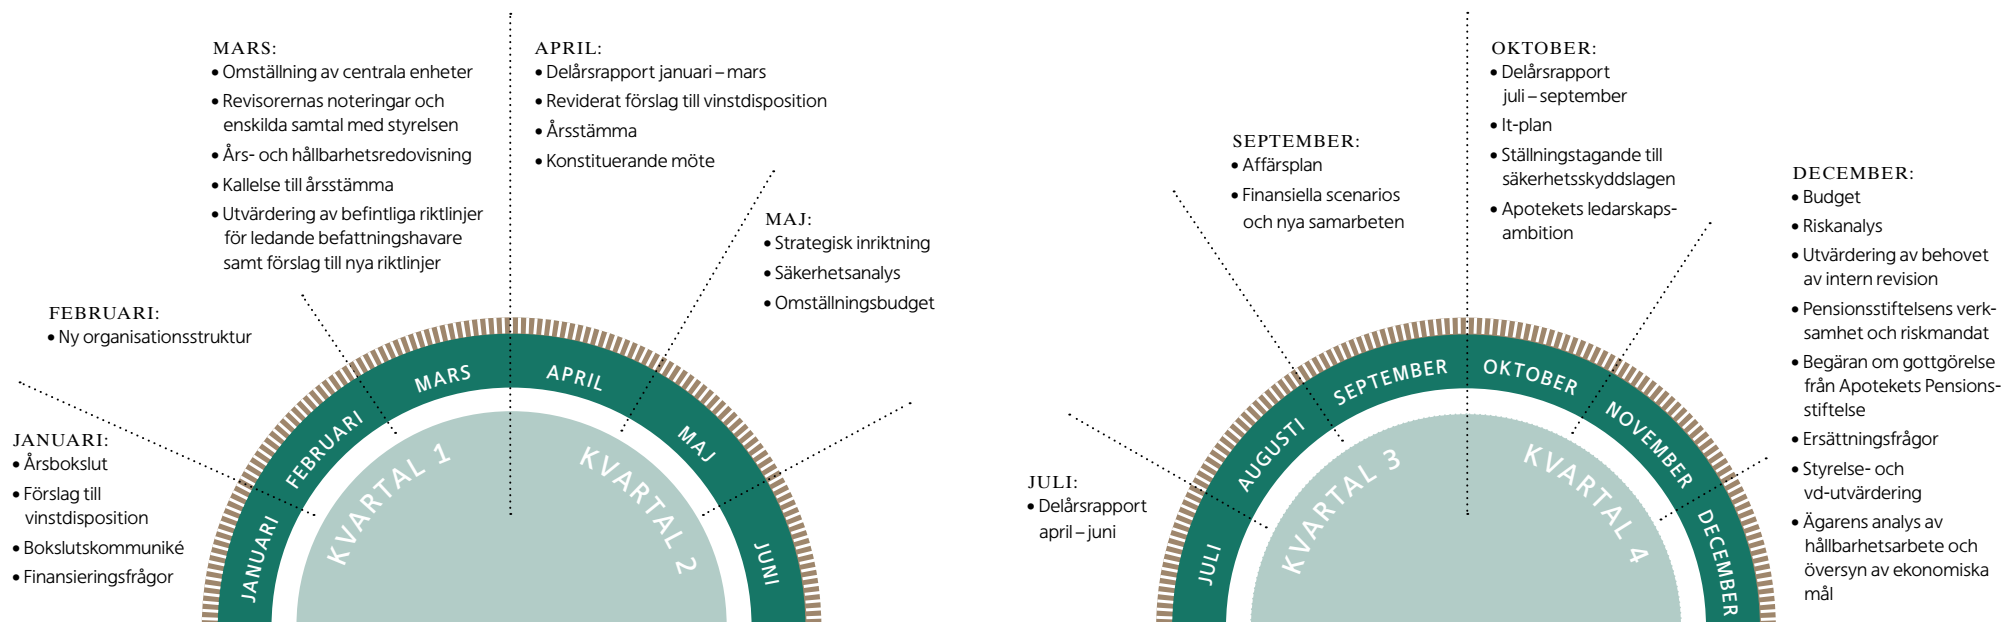 MARS:
• Omställning av centrala enheter
• Revisorernas noteringar och
enskilda samtal med styrelsen
• Års- och hållbarhetsredovisning
• Kallelse till årsstämma
• Utvärdering av befintliga riktlinjer
för ledande befattningshavare
samt förslag till nya riktlinjer
APRIL:
• Delårsrapport januari – mars
• Reviderat förslag till vinstdisposition
• Årsstämma
• Konstituerande möte
MAJ:
• Strategisk inriktning
• Säkerhetsanalys
• Omställningsbudget
FEBRUARI:
• Ny organisationsstruktur
JANUARI:
• Årsbokslut
• Förslag till
vinstdisposition
• Bokslutskommuniké
• Finansieringsfrågor
JANUARI
FEBRUARI
MARS
APRIL
MAJ
JUNI
KVARTAL 1
KVARTAL 2
JULI:
• Delårsrapport
april – juni
SEPTEMBER:
• Affärsplan
• Finansiella scenarios
och nya samarbeten
OKTOBER:
• Delårsrapport
juli – september
• It-plan
• Ställningstagande till
säkerhetsskyddslagen
• Apotekets ledarskaps-
ambition
DECEMBER:
• Budget
• Riskanalys
• Utvärdering av behovet
av intern revision
• Pensionsstiftelsens verk-
samhet och riskmandat
• Begäran om gottgörelse
från Apotekets Pensions-
stiftelse
• Ersättningsfrågor
• Styrelse- och
vd-utvärdering
• Ägarens analys av
hållbarhetsarbete och
översyn av ekonomiska
mål
JULI
AUGUSTI
SEPTEMBER
OKTOBER
NOVEMBER
DECEMBER
KVARTAL 3
KVARTAL 4